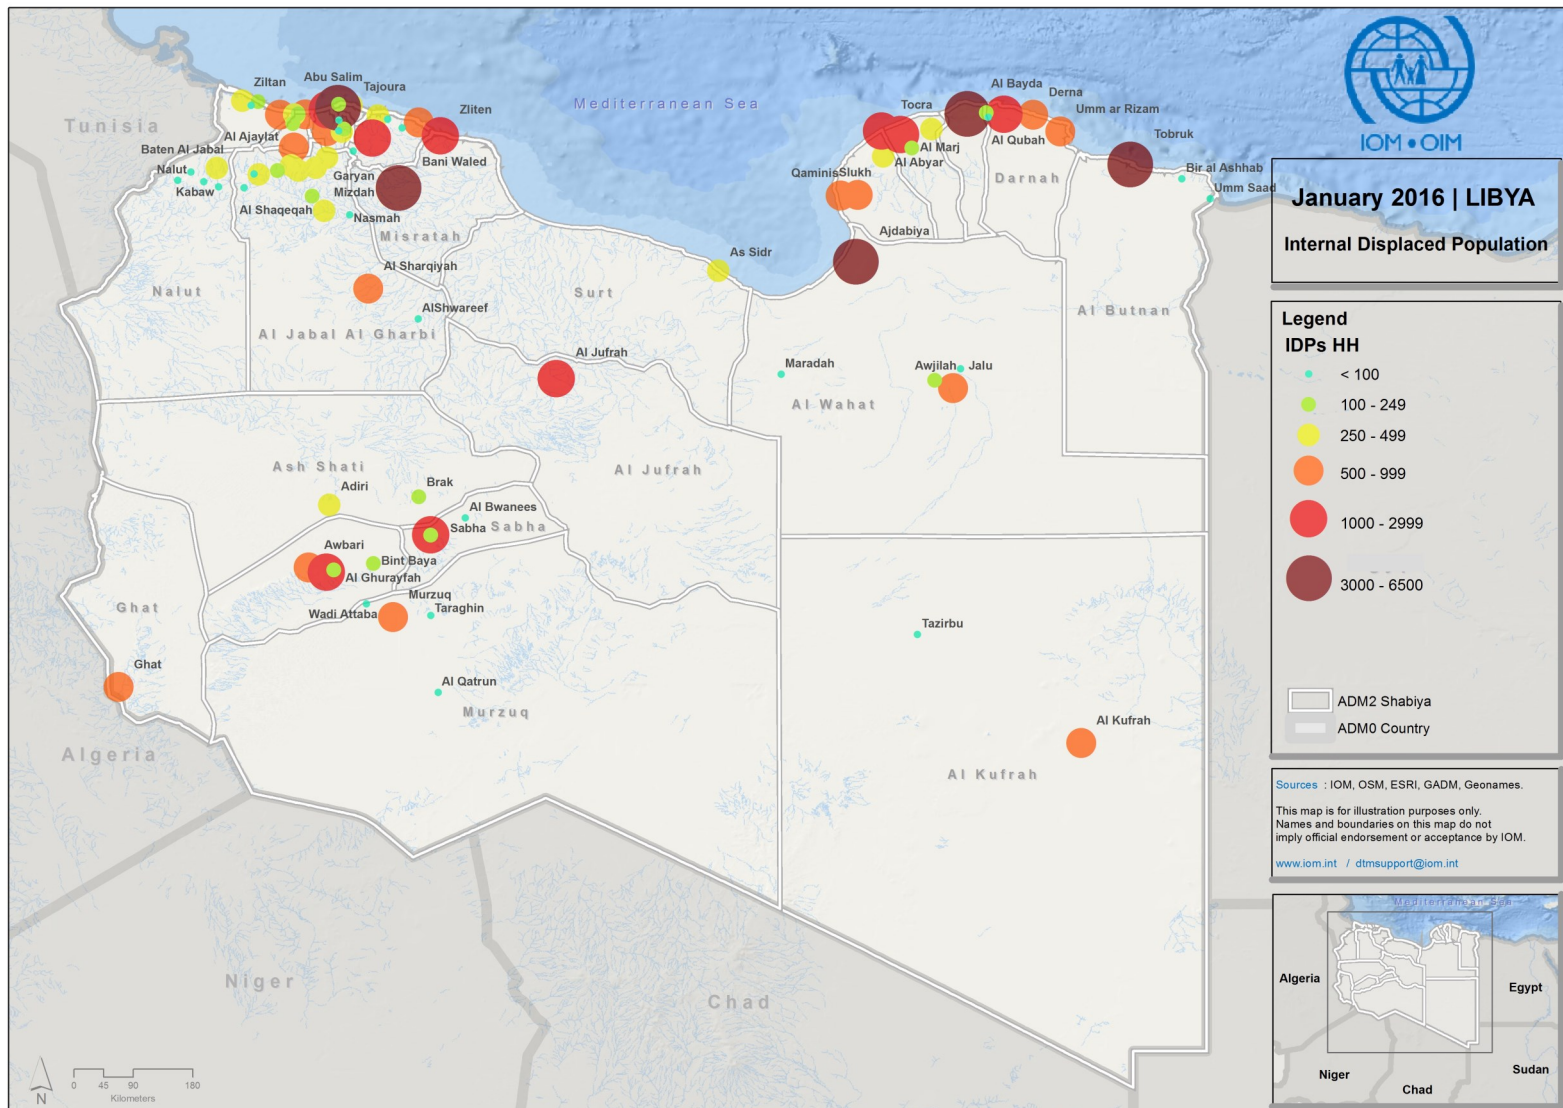 Mediterranean Sea
Tunisia
Algeria
Niger
Chad
Ziltan
Abu Salim
Tajoura
Zliten
Al Ajaylat
Baten Al Jabal
Nalut
Kabaw
Garyan
Mizdah
Bani Waled
Al Shaqeqah
Nasmah
Misratah
Al Sharqiyah
Nalut
AlShwareef
Al Jabal Al Gharbi
Surt
As Sidr
Al Jufrah
Tocra
Al Bayda
Derna
Umm ar Rizam
Al Marj
Al Qubah
Al Abyar
Qaminis
Slukh
Darnah
Tobruk
Bir al Ashhab
Umm Saad
Ajdabiya
Al Butnan
Maradah
Awjilah
Jalu
Al Wahat
Ash Shati
Adiri
Brak
Al Jufrah
Al Bwanees
Sabha
Sabha
Awbari
Bint Baya
Al Ghurayfah
Murzuq
Wadi Attaba
Taraghin
Ghat
Ghat
Al Qatrun
Murzuq
Tazirbu
Al Kufrah
Al Kufrah
N
0 45 90 180
Kilometers
IOM • OIM
January 2016 | LIBYA
Internal Displaced Population
Legend
IDPs HH
< 100
100 - 249
250 - 499
500 - 999
1000 - 2999
3000 - 6500
ADM2 Shabiya
ADM0 Country
Sources : IOM, OSM, ESRI, GADM, Geonames.
This map is for illustration purposes only.
Names and boundaries on this map do not
imply official endorsement or acceptance by IOM.
www.iom.int / dtmsupport@iom.int
Mediterranean Sea
Algeria
Egypt
Niger
Chad
Sudan